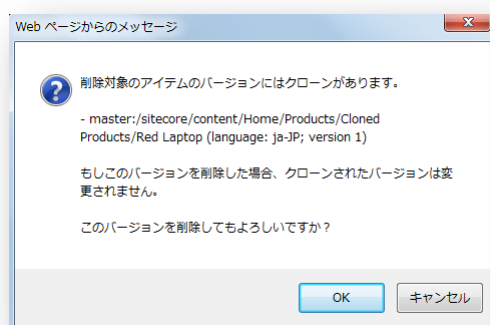 Web ページからのメッセージ
削除対象のアイテムのバージョンにはクローンがあります。
- master:/sitecore/content/Home/Products/Cloned
Products/Red Laptop (language: ja-JP; version 1)
もしこのバージョンを削除した場合、クローンされたバージョンは変
更されません。
このバージョンを削除してもよろしいですか？
OK
キャンセル